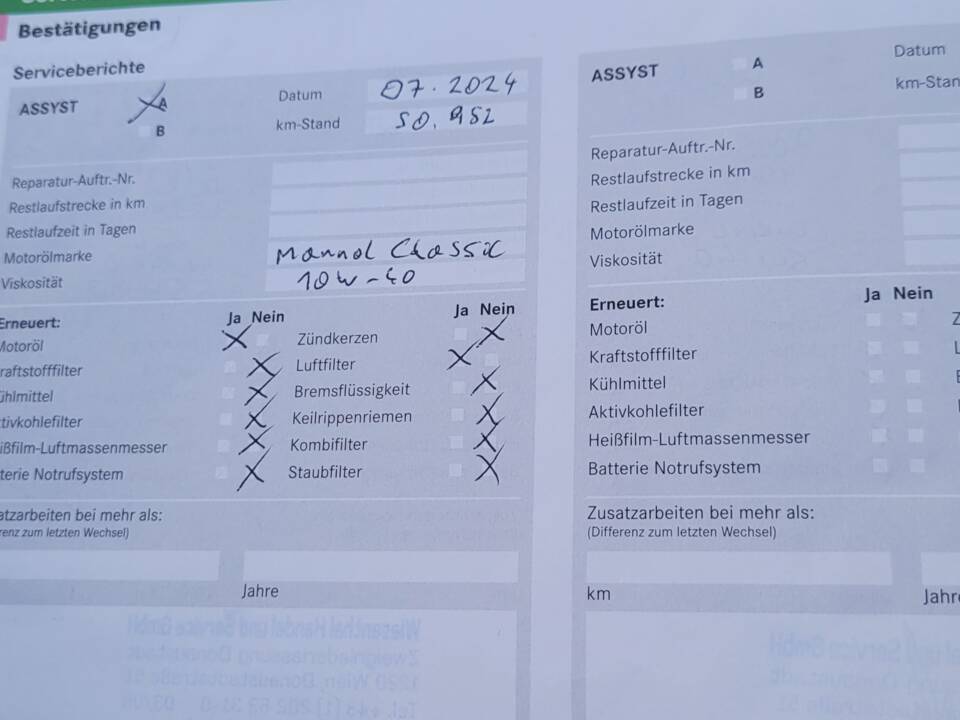 Bestätigungen
Serviceberichte
ASSYST
A
B
Datum 07.2024
km-Stand 50.952
Reparatur-Auftr.-Nr.
Restlaufstrecke in km
Restlaufzeit in Tagen
Motorölmarke Mannol Classic
Viskosität 10W-40
Erneuert: Ja Nein Ja Nein
Motoröl Zündkerzen
raftstofffilter Luftfilter
ühlmittel Bremsflüssigkeit
tivkohlefilter Keilrippenriemen
ißfilm-Luftmassenmesser Kombifilter
terie Notrufsystem Staubfilter
atzarbeiten bei mehr als:
renz zum letzten Wechsel)
Jahre
ASSYST
A
B
Datum
km-Stan
Reparatur-Auftr.-Nr.
Restlaufstrecke in km
Restlaufzeit in Tagen
Motorölmarke
Viskosität
Erneuert: Ja Nein
Motoröl
Kraftstofffilter
Kühlmittel
Aktivkohlefilter
Heißfilm-Luftmassenmesser
Batterie Notrufsystem
Zusatzarbeiten bei mehr als:
(Differenz zum letzten Wechsel)
km Jahr